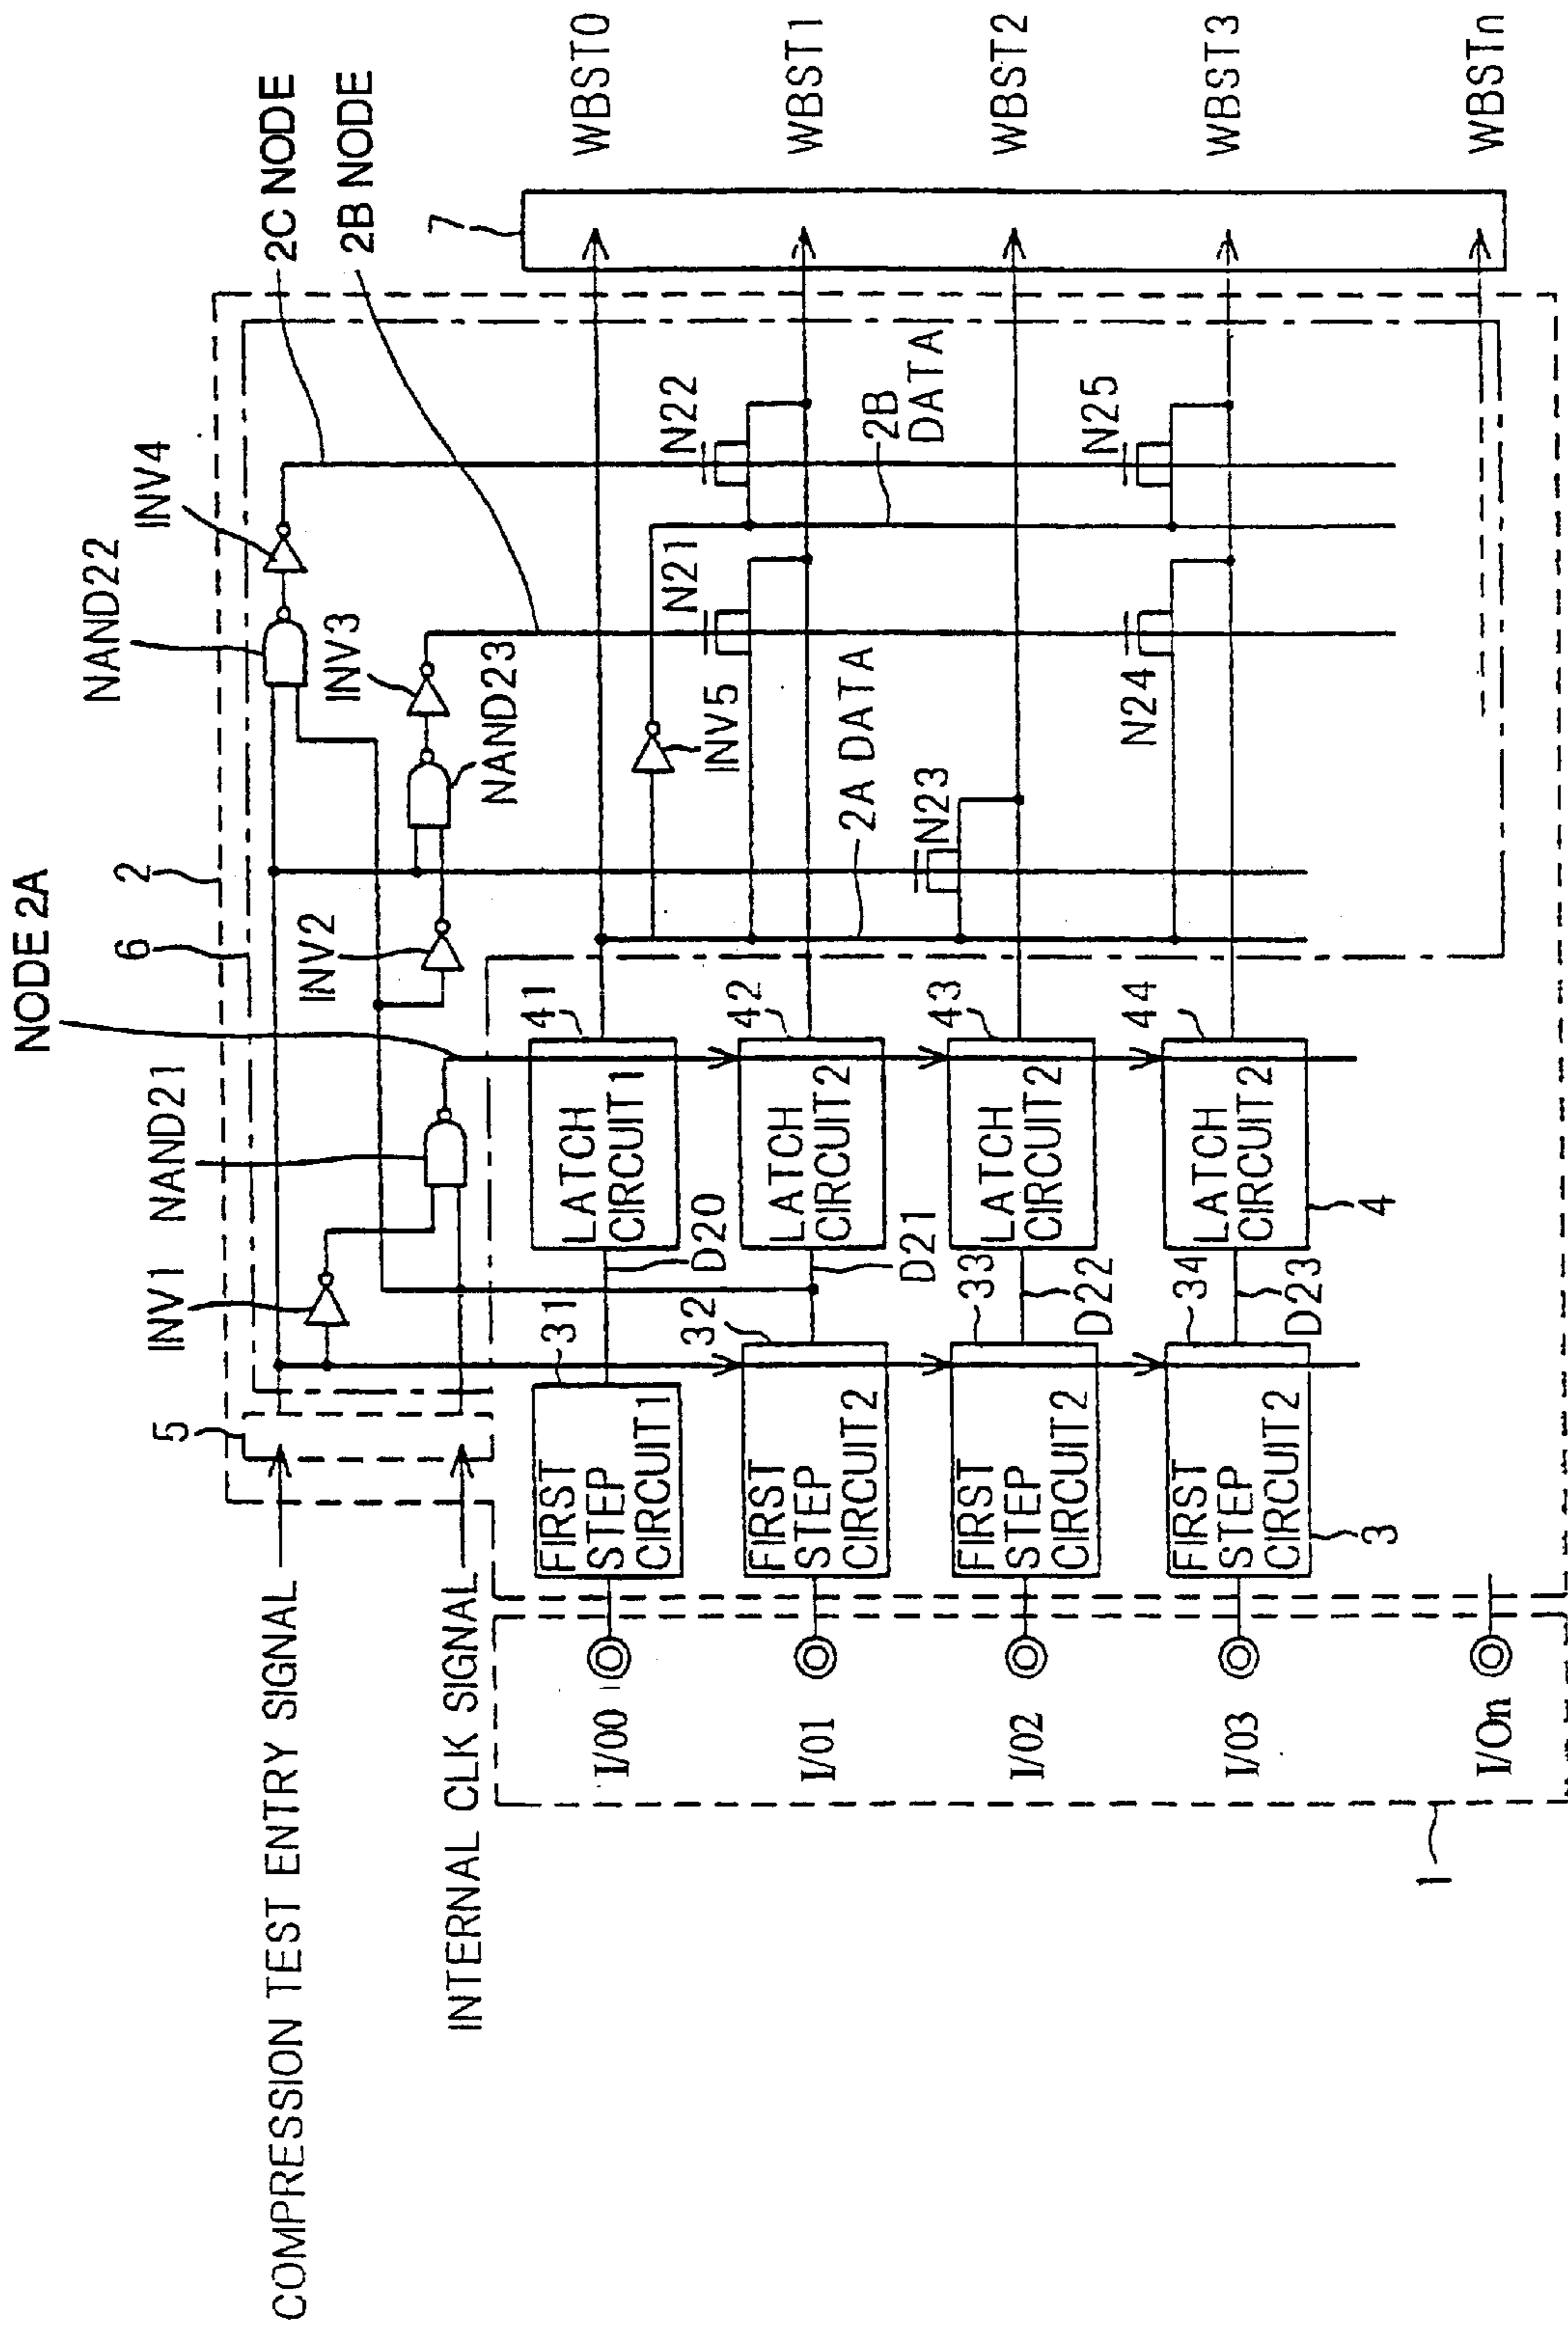 COMPRESSION TEST ENTRY SIGNAL
INTERNAL CLK SIGNAL
NODE 2A
2
6
5
INV1
NAND21
INV2
NAND22
INV4
INV3
NAND23
2C NODE
2B NODE
7
I/00
I/01
I/02
I/03
I/On
1
FIRST
STEP
CIRCUIT1
31
D20
LATCH
CIRCUIT1
41
INV5
WBST0
FIRST
STEP
CIRCUIT2
32
D21
LATCH
CIRCUIT2
42
N21
N22
WBST1
2A DATA
2B
DATA
FIRST
STEP
CIRCUIT2
33
D22
LATCH
CIRCUIT2
43
N23
WBST2
FIRST
STEP
CIRCUIT2
34
3
D23
LATCH
CIRCUIT2
44
4
N24
N25
WBST3
WBSTn